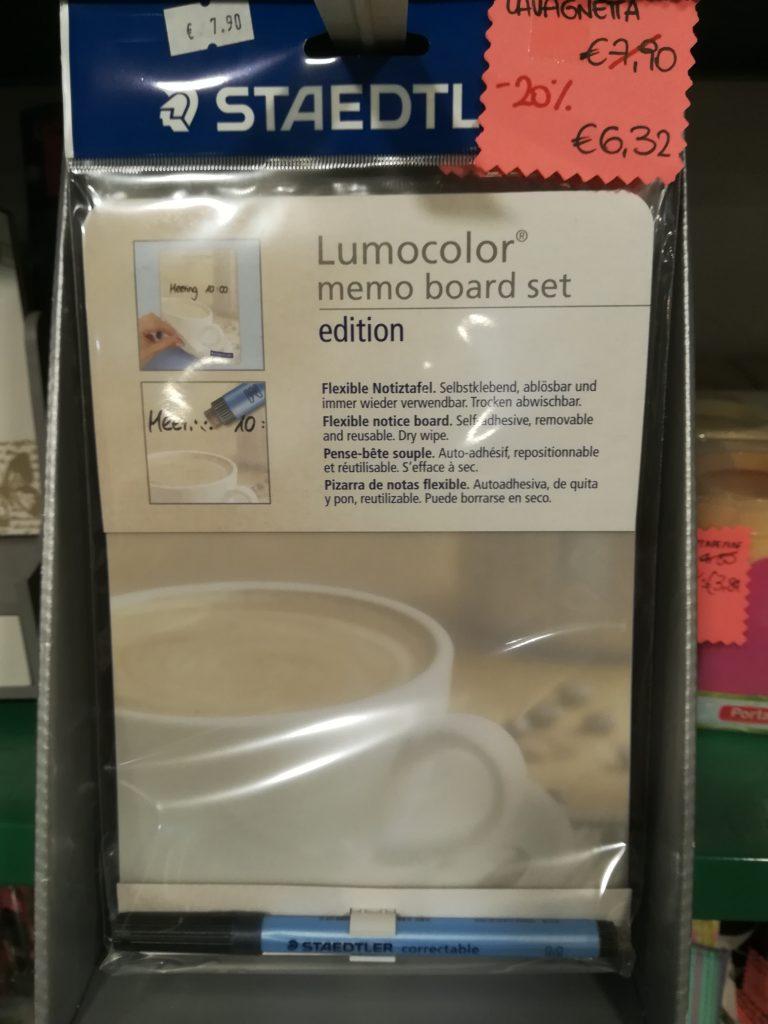 € 7.90
LAVAGNETTA
€7,90
-20%
€6,32
STAEDTL
Lumocolor®
memo board set
edition
Meeting 10:00
Flexible Notiztafel. Selbstklebend, ablösbar und
immer wieder verwendbar. Trocken abwischbar.
Flexible notice board. Self-adhesive, removable
and reusable. Dry wipe.
Pense-bête souple. Auto-adhésif, repositionnable
et réutilisable. S'efface à sec.
Pizarra de notas flexible. Autoadhesiva, de quita
y pon, reutilizable. Puede borrarse en seco.
STAEDTLER correctable
Porta